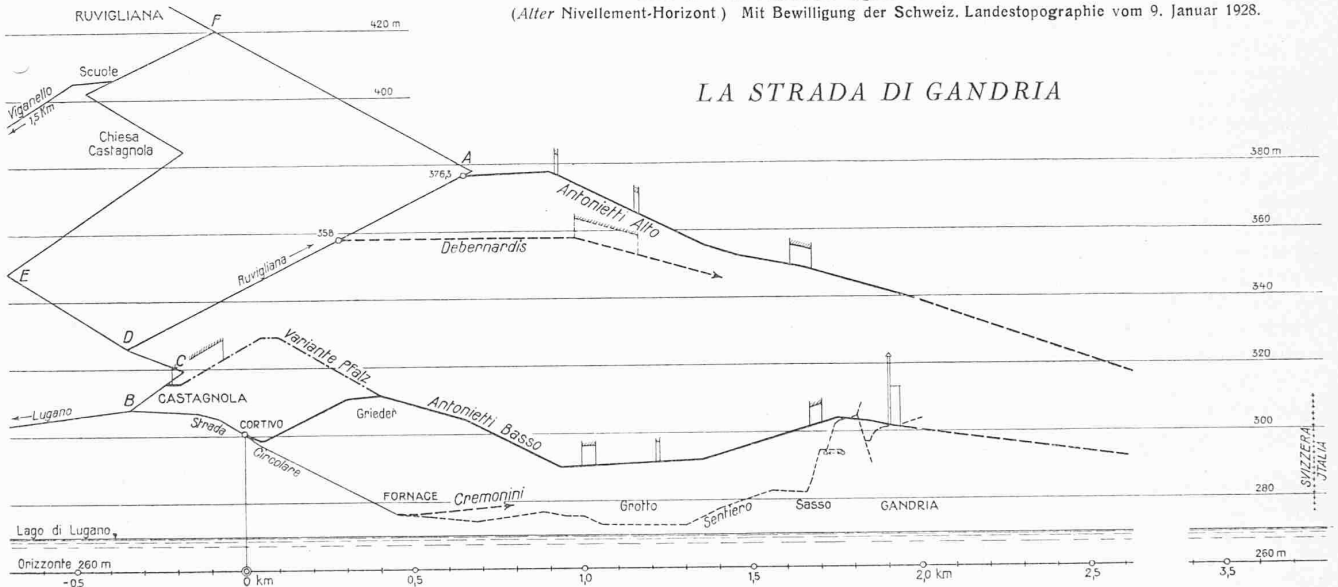 (Alter Nivellement-Horizont) Mit Bewilligung der Schweiz. Landestopographie vom 9. Januar 1928.
LA STRADA DI GANDRIA
RUVIGLIANA
F
420 m
Scuole
Viganello
1,5 Km
400
Chiesa
Castagnola
A
380 m
376,3
Antonietti Alto
358
360
Debernardis
Ruvigliana
E
340
D
Variante Pfalz
320
C
CASTAGNOLA
B
Lugano
Strada
CORTIVO
Grieder
Antonietti Basso
300
Circolare
SVIZZERA
ITALIA
FORNACE
Cremonini
Grotto
Sentiero
Sasso
GANDRIA
280
Lago di Lugano
Orizzonte 260 m
260 m
-0,5
0 km
0,5
1,0
1,5
2,0
2,5
3,5